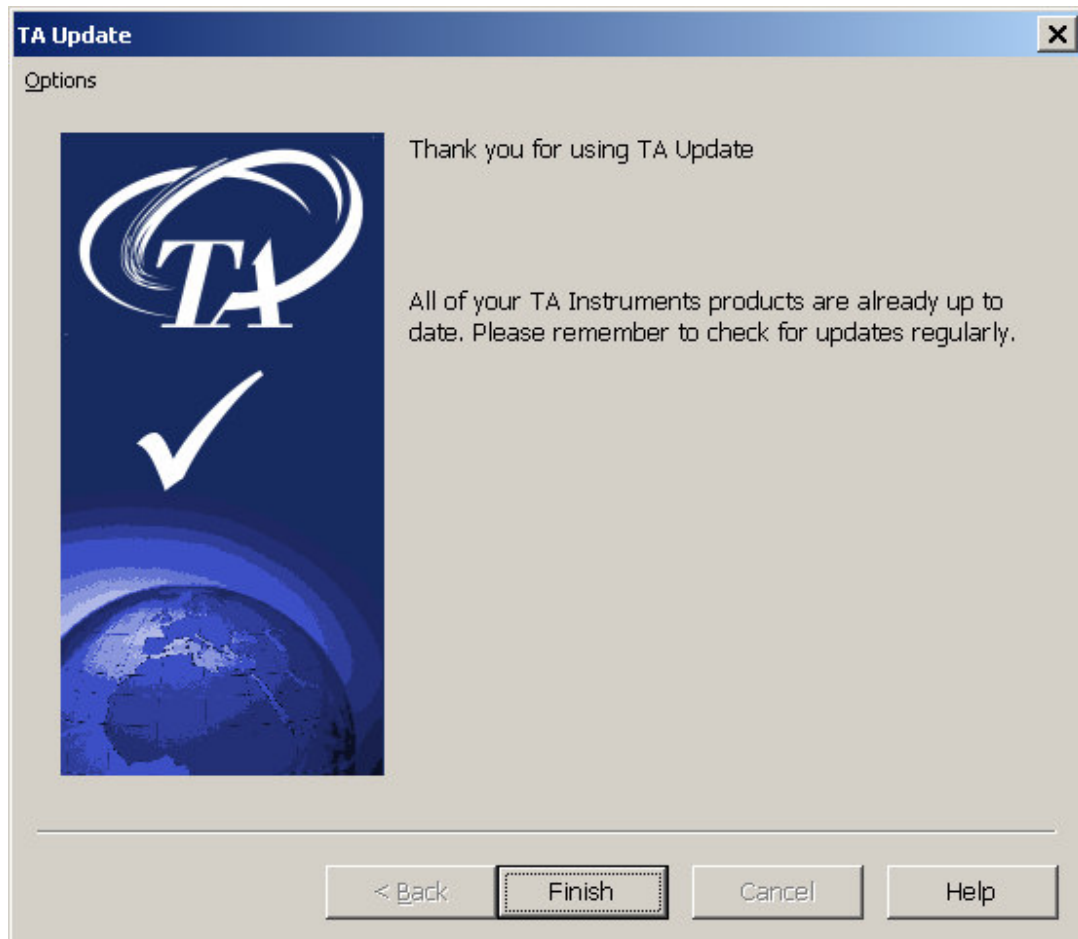 TA Update
Options
TA
Thank you for using TA Update
All of your TA Instruments products are already up to
date. Please remember to check for updates regularly.
< Back
Finish
Cancel
Help